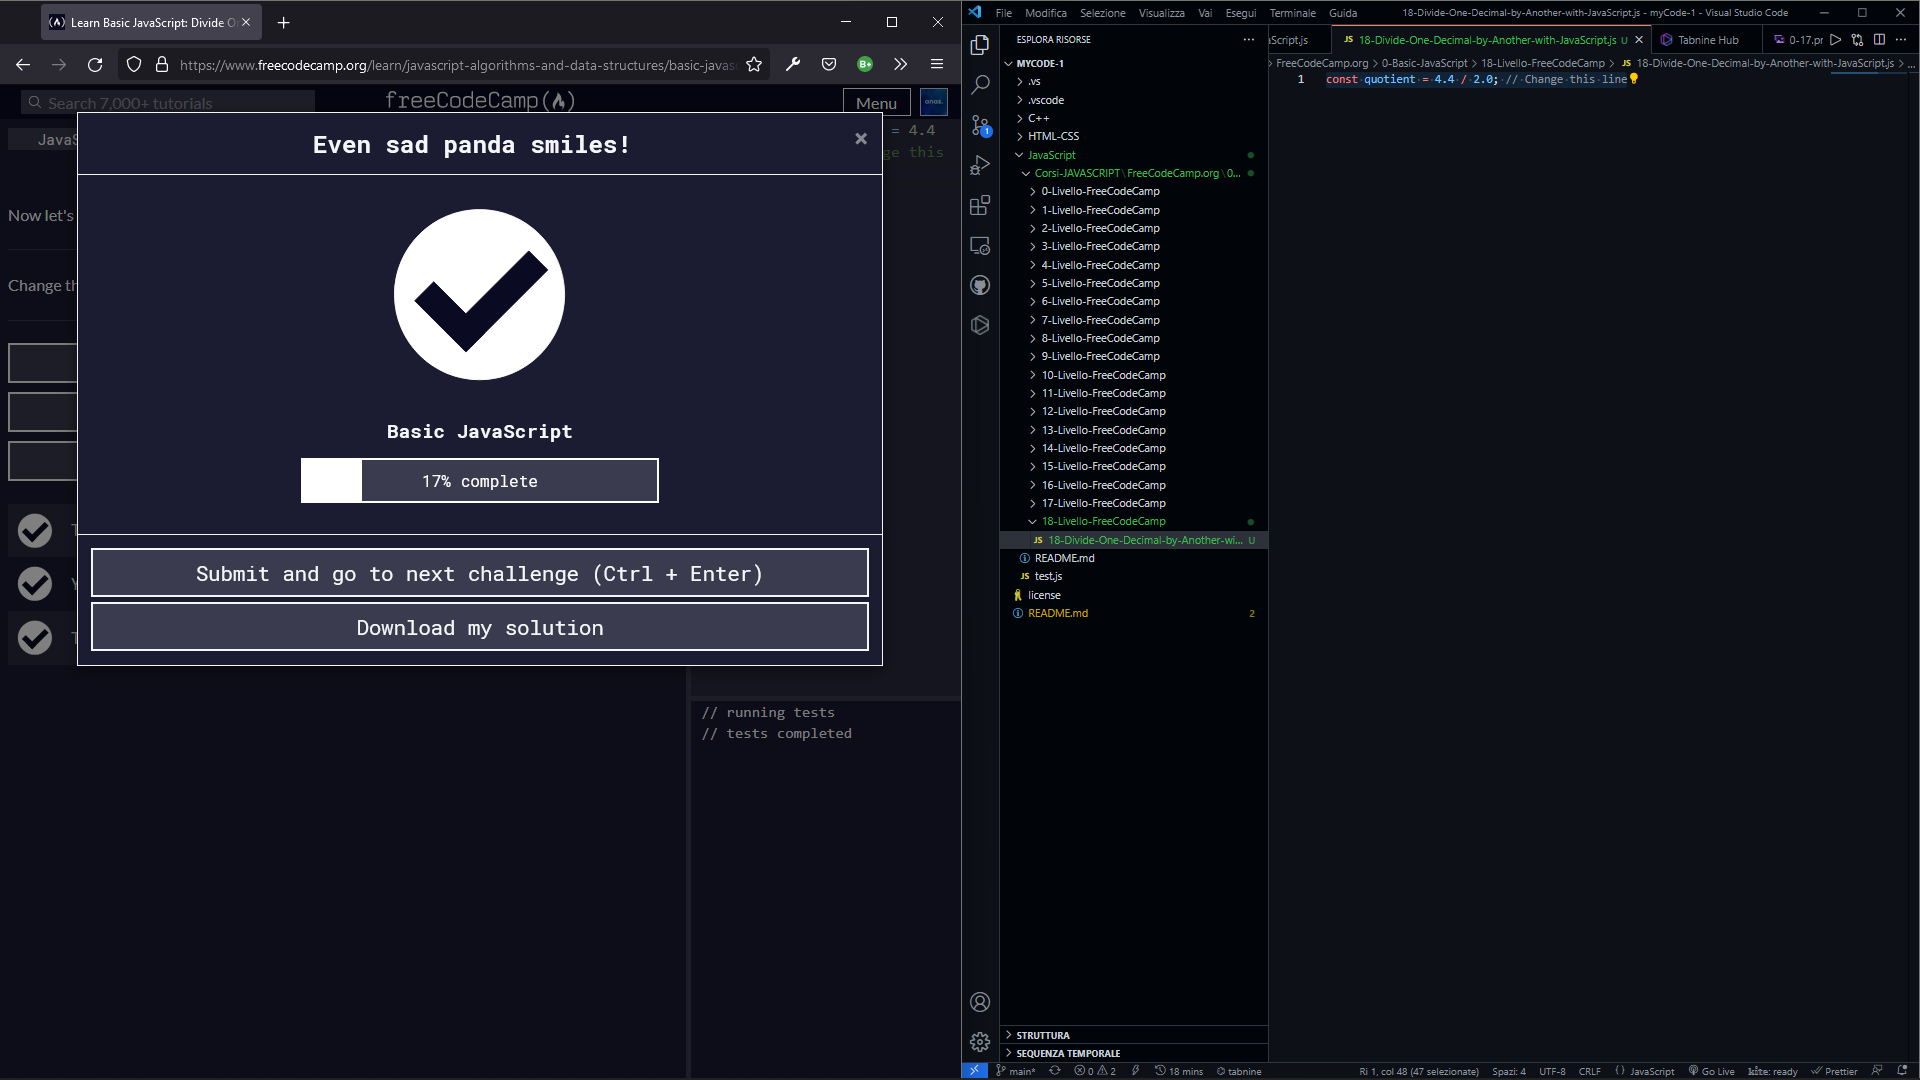 Learn Basic JavaScript: Divide O
https://www.freecodecamp.org/learn/javascript-algorithms-and-data-structures/basic-javas
Search 7,000+ tutorials
freeCodeCamp
Menu
JavaS
= 4.4
ge this
Now let's
Change th
Even sad panda smiles!
×
Basic JavaScript
17% complete
Submit and go to next challenge (Ctrl + Enter)
Download my solution
// running tests
// tests completed
File Modifica Selezione Visualizza Vai Esegui Terminale Guida
18-Divide-One-Decimal-by-Another-with-JavaScript.js - myCode-1 - Visual Studio Code
ESPLORA RISORSE
aScript.js
JS 18-Divide-One-Decimal-by-Another-with-JavaScript.js U
Tabnine Hub
0-17.pr
FreeCodeCamp.org > 0-Basic-JavaScript > 18-Livello-FreeCodeCamp > JS 18-Divide-One-Decimal-by-Another-with-JavaScript.js > ...
1 const quotient = 4.4 / 2.0; // Change this line
MYCODE-1
.vs
.vscode
C++
HTML-CSS
JavaScript
Corsi-JAVASCRIPT\FreeCodeCamp.org\0...
0-Livello-FreeCodeCamp
1-Livello-FreeCodeCamp
2-Livello-FreeCodeCamp
3-Livello-FreeCodeCamp
4-Livello-FreeCodeCamp
5-Livello-FreeCodeCamp
6-Livello-FreeCodeCamp
7-Livello-FreeCodeCamp
8-Livello-FreeCodeCamp
9-Livello-FreeCodeCamp
10-Livello-FreeCodeCamp
11-Livello-FreeCodeCamp
12-Livello-FreeCodeCamp
13-Livello-FreeCodeCamp
14-Livello-FreeCodeCamp
15-Livello-FreeCodeCamp
16-Livello-FreeCodeCamp
17-Livello-FreeCodeCamp
18-Livello-FreeCodeCamp
JS 18-Divide-One-Decimal-by-Another-wi... U
README.md
JS test.js
license
README.md 2
1
STRUTTURA
SEQUENZA TEMPORALE
main* 0 2 18 mins tabnine
Ri 1, col 48 (47 selezionate) Spazi: 4 UTF-8 CRLF JavaScript Go Live kite: ready Prettier